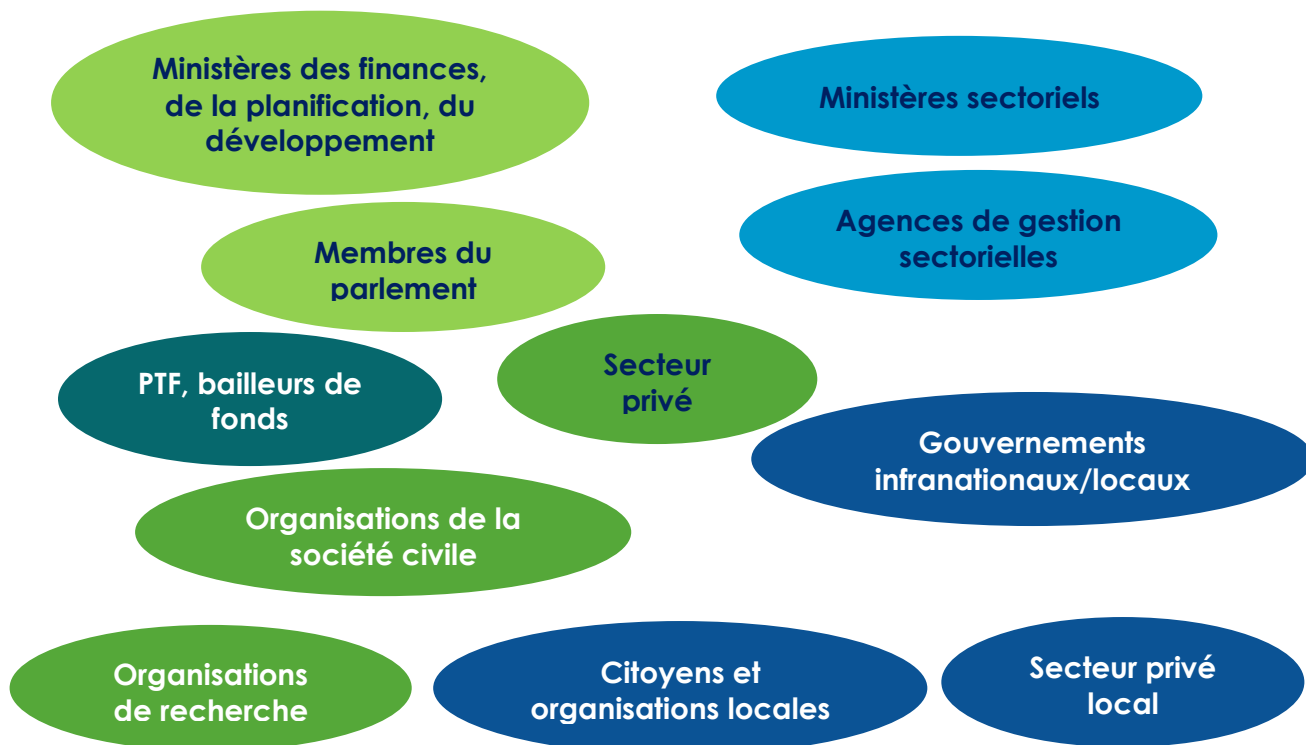 Ministères des finances,
de la planification, du
développement
Ministères sectoriels
Agences de gestion
sectorielles
Membres du
parlement
Secteur
privé
PTF, bailleurs de
fonds
Gouvernements
infranationaux/locaux
Organisations de la
société civile
Organisations
de recherche
Citoyens et
organisations locales
Secteur privé
local